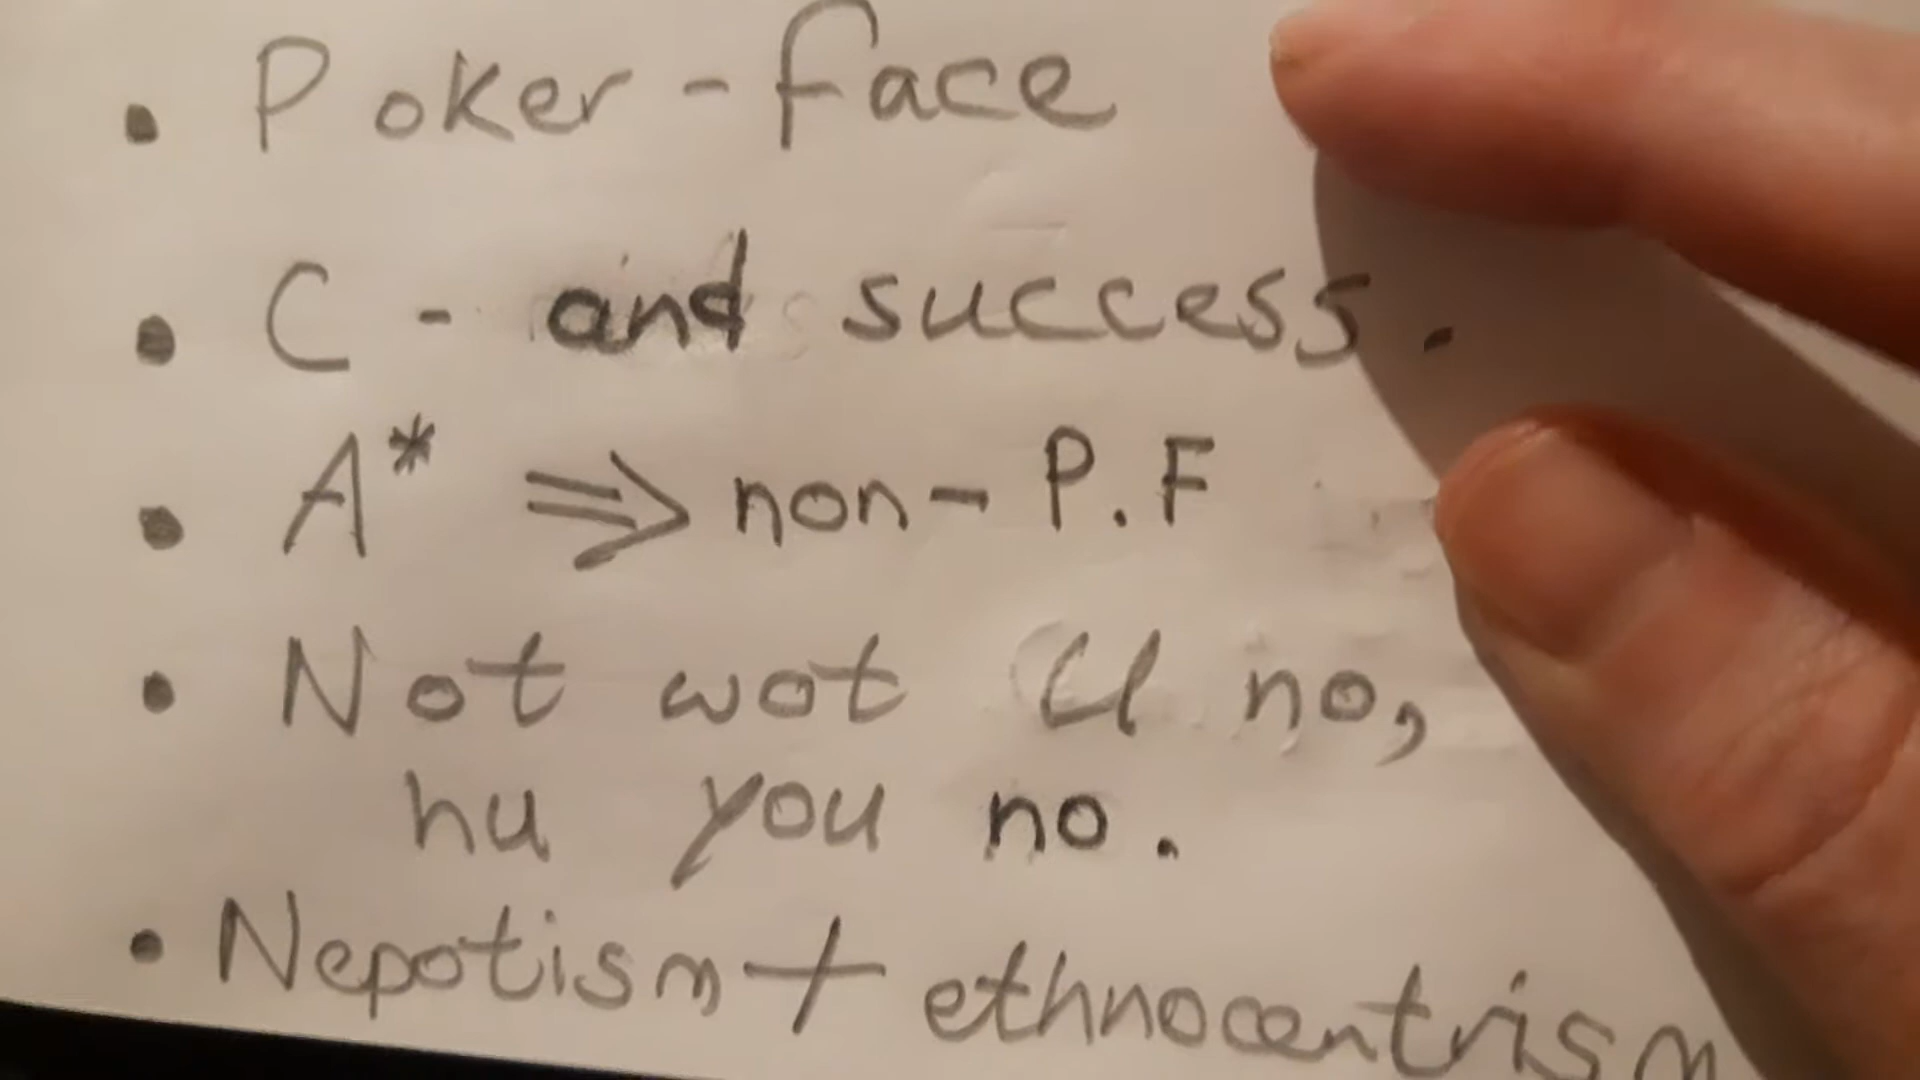 • Poker-face
• C - and success.
• A* ⇒ non- P.F
• Not wot U no,
hu you no.
• Nepotism + ethnocentrism